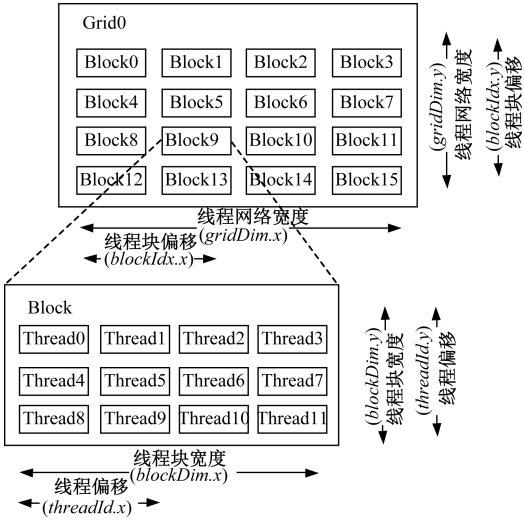 Grid0
Block0 Block1 Block2 Block3
Block4 Block5 Block6 Block7
Block8 Block9 Block10 Block11
Block12 Block13 Block14 Block15
(gridDim.y)
线程网络宽度
(blockIdx.y)
线程块偏移
线程网络宽度
(gridDim.x)
线程块偏移
(blockIdx.x)
Block
Thread0 Thread1 Thread2 Thread3
Thread4 Thread5 Thread6 Thread7
Thread8 Thread9 Thread10 Thread11
(blockDim.y)
线程块宽度
(threadId.y)
线程偏移
线程块宽度
(blockDim.x)
线程偏移
(threadId.x)